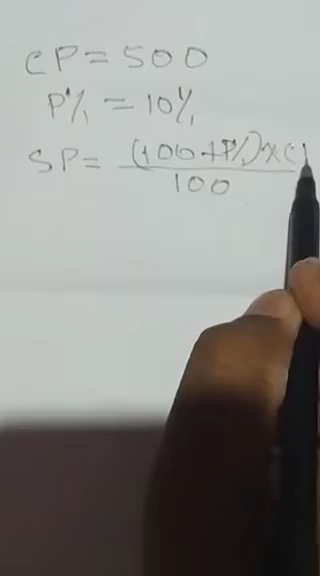 CP = 500
P% = 10%
SP = (100+P%)×C
100